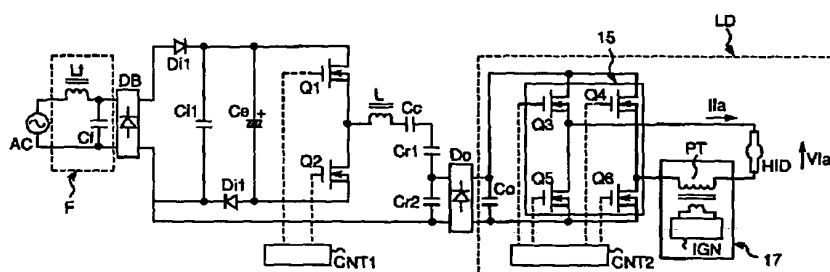 LD
15
Lf
DB
Di1
Q1
L
Cc
Q3
Q4
Ila
Ci1
Ce
+
Cr1
PT
AC
Cf
Q2
Do
HID
Vla
Co
Q5
Q6
Di1
Cr2
F
IGN
CNT1
CNT2
17